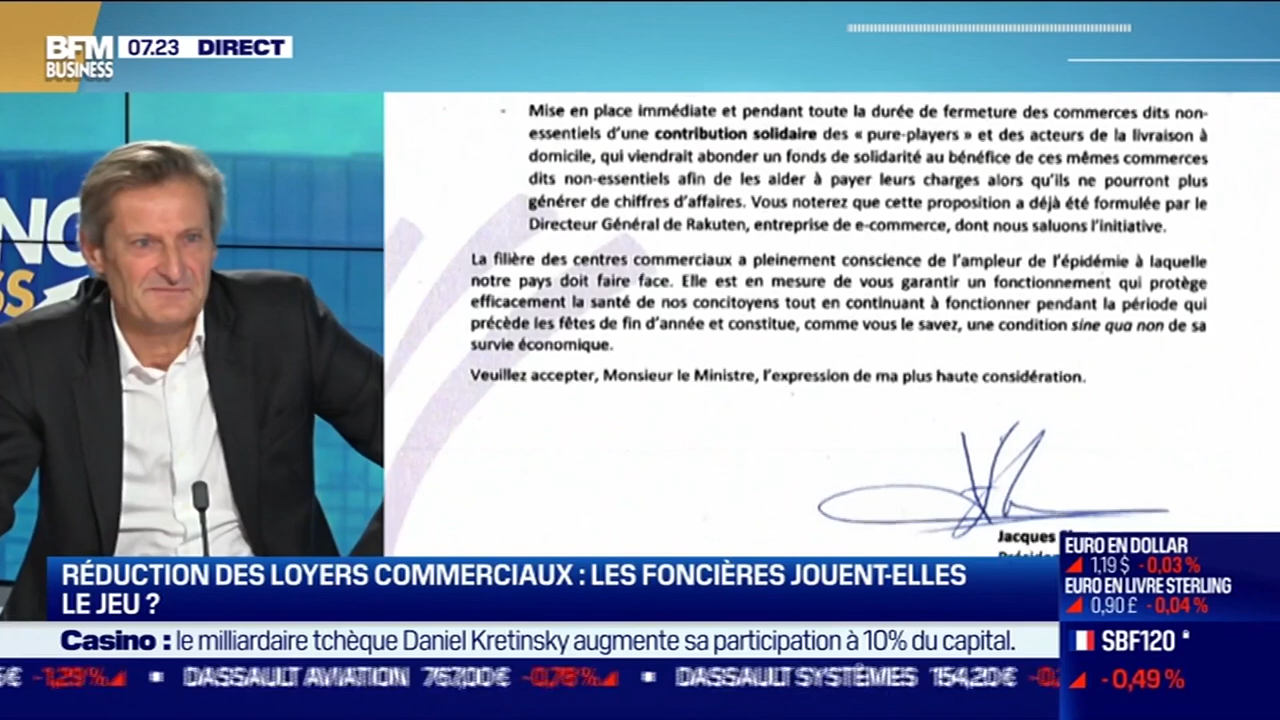 BFM
BUSINESS
07.23 DIRECT
- Mise en place immédiate et pendant toute la durée de fermeture des commerces dits non-
essentiels d'une contribution solidaire des « pure-players » et des acteurs de la livraison à
domicile, qui viendrait abonder un fonds de solidarité au bénéfice de ces mêmes commerces
dits non-essentiels afin de les aider à payer leurs charges alors qu'ils ne pourront plus
générer de chiffres d'affaires. Vous noterez que cette proposition a déjà été formulée par le
Directeur Général de Rakuten, entreprise de e-commerce, dont nous saluons l'initiative.
La filière des centres commerciaux a pleinement conscience de l'ampleur de l'épidémie à laquelle
notre pays doit faire face. Elle est en mesure de vous garantir un fonctionnement qui protège
efficacement la santé de nos concitoyens tout en continuant à fonctionner pendant la période qui
précède les fêtes de fin d'année et constitue, comme vous le savez, une condition sine qua non de sa
survie économique.
Veuillez accepter, Monsieur le Ministre, l'expression de ma plus haute considération.
Jacques
RÉDUCTION DES LOYERS COMMERCIAUX : LES FONCIÈRES JOUENT-ELLES
LE JEU ?
Casino : le milliardaire tchèque Daniel Kretinsky augmente sa participation à 10% du capital.
EURO EN DOLLAR
1,19 $ -0,03 %
EURO EN LIVRE STERLING
0,90 £ -0,04 %
SBF120
-0,49 %
€ -1,29% DASSAULT AVIATION 767,00€ -0,78% DASSAULT SYSTÈMES 154,20€